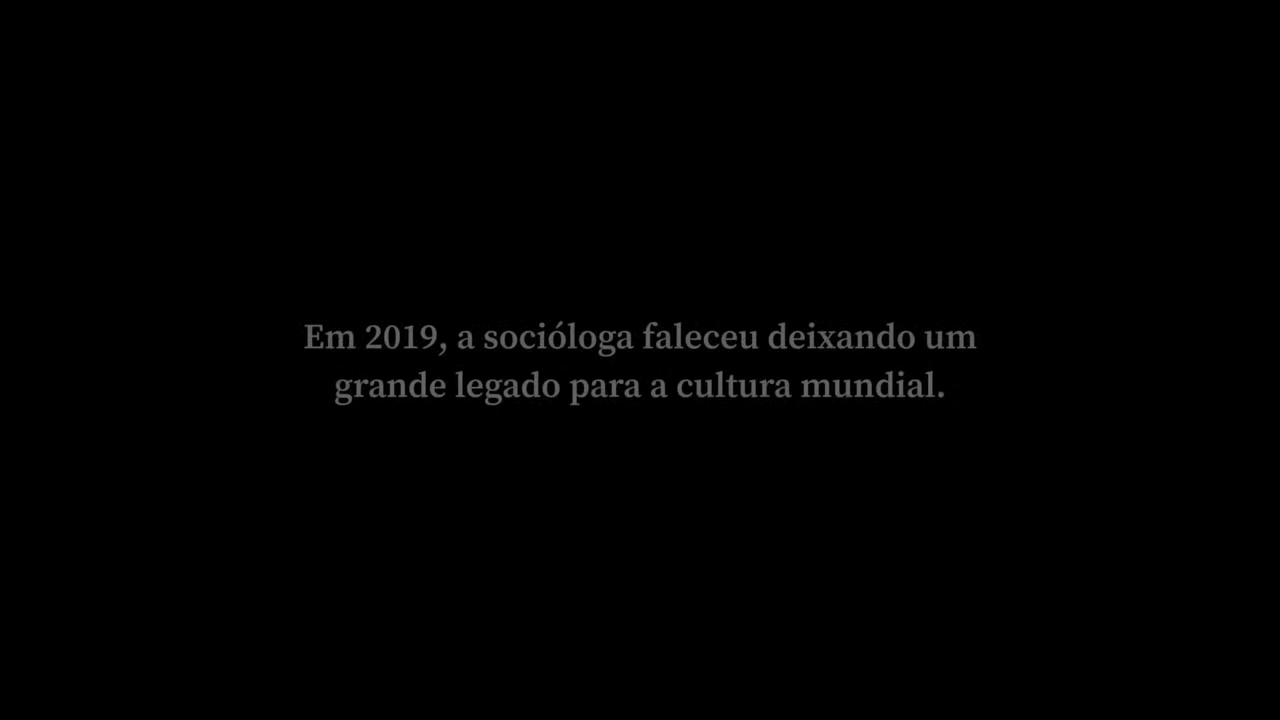 Em 2019, a socióloga faleceu deixando um
grande legado para a cultura mundial.